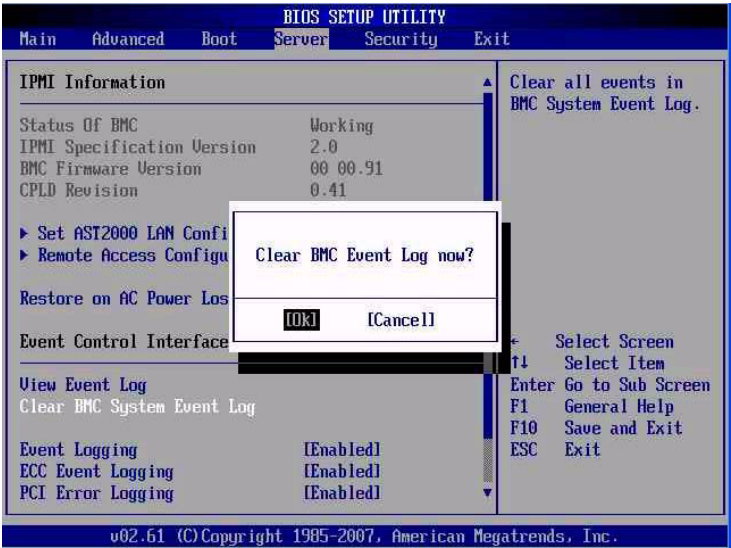 BIOS SETUP UTILITY
Main Advanced Boot Server Security Exit
IPMI Information
Status Of BMC Working
IPMI Specification Version 2.0
BMC Firmware Version 00 00.91
CPLD Revision 0.41
Set AST2000 LAN Confi
Remote Access Configu
Restore on AC Power Los
Event Control Interface
View Event Log
Clear BMC System Event Log
Event Logging [Enabled]
ECC Event Logging [Enabled]
PCI Error Logging [Enabled]
Clear BMC Event Log now?
[Ok] [Cancel]
Clear all events in
BMC System Event Log.
← Select Screen
↑↓ Select Item
Enter Go to Sub Screen
F1 General Help
F10 Save and Exit
ESC Exit
v02.61 (C)Copyright 1985-2007, American Megatrends, Inc.